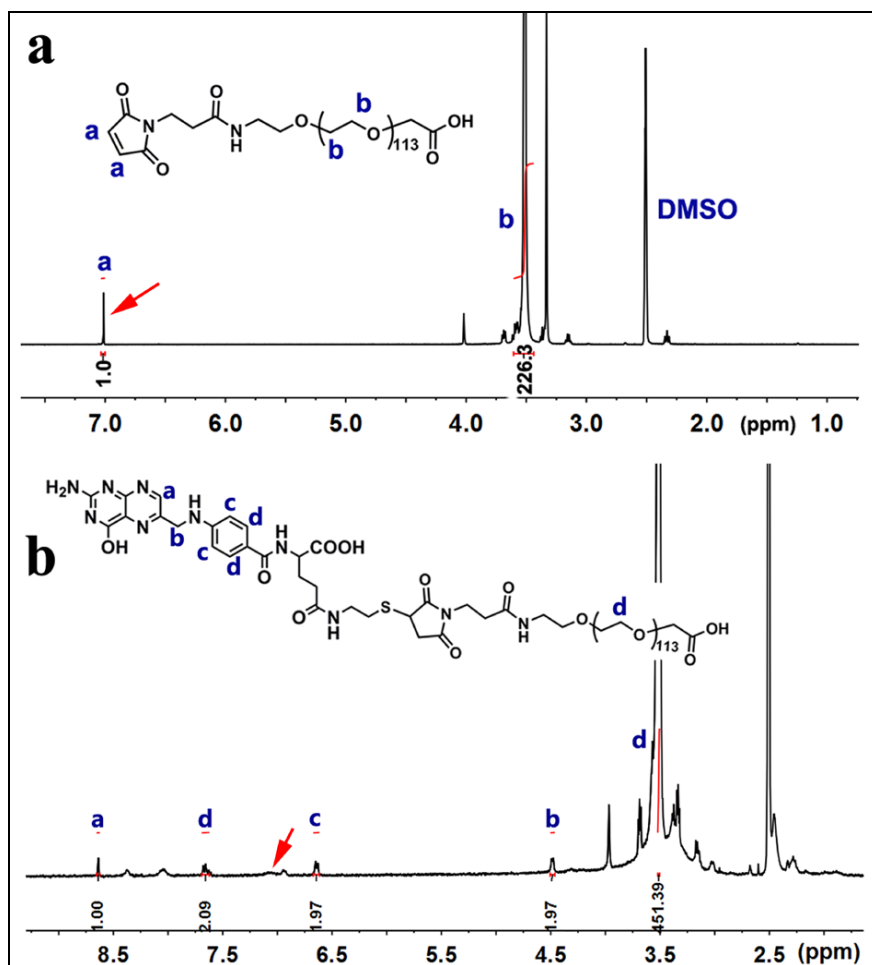 a
O
O
O
N
N
H
O
b
O
b
113
O
OH
a
a
DMSO
b
a
1.0
226.3
7.0 6.0 5.0 4.0 3.0 2.0 (ppm) 1.0
b
H₂N N N a
N N
OH
b
H
N
c
d
c
d
O
H
N
COOH
O
N
H
S
O
N
O
O
N
H
O
d
O
113
O
OH
d
a d c b
1.00 2.09 1.97 1.97 451.39
8.5 7.5 6.5 5.5 4.5 3.5 2.5 (ppm)